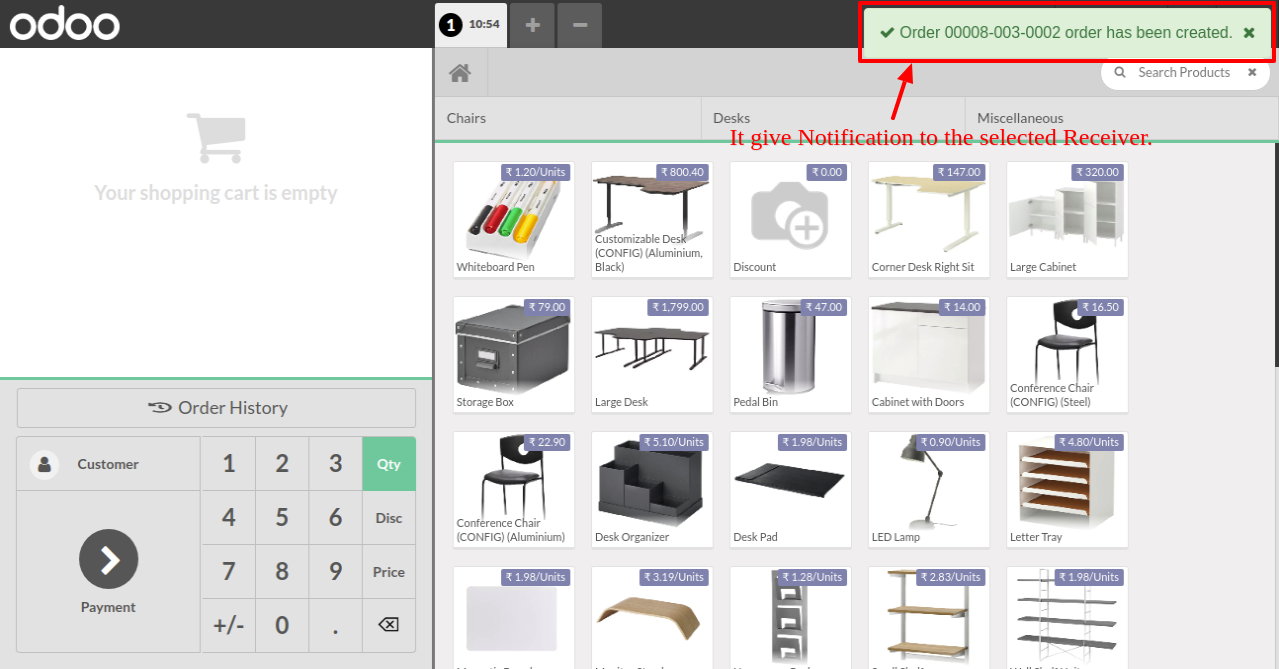 odoo
1 10:54 + −
✔ Order 00008-003-0002 order has been created. ✖
Search Products ✖
Chairs
Desks
Miscellaneous
It give Notification to the selected Receiver.
Your shopping cart is empty
₹ 1.20/Units
Whiteboard Pen
₹ 800.40
Customizable Desk
(CONFIG) (Aluminium,
Black)
₹ 0.00
Discount
₹ 147.00
Corner Desk Right Sit
₹ 320.00
Large Cabinet
₹ 79.00
Storage Box
₹ 1,799.00
Large Desk
₹ 47.00
Pedal Bin
₹ 14.00
Cabinet with Doors
₹ 16.50
Conference Chair
(CONFIG) (Steel)
₹ 22.90
Conference Chair
(CONFIG) (Aluminium)
₹ 5.10/Units
Desk Organizer
₹ 1.98/Units
Desk Pad
₹ 0.90/Units
LED Lamp
₹ 4.80/Units
Letter Tray
₹ 1.98/Units
₹ 3.19/Units
₹ 1.28/Units
₹ 2.83/Units
₹ 1.98/Units
Order History
Customer
Payment
1 2 3 Qty
4 5 6 Disc
7 8 9 Price
+/- 0 .